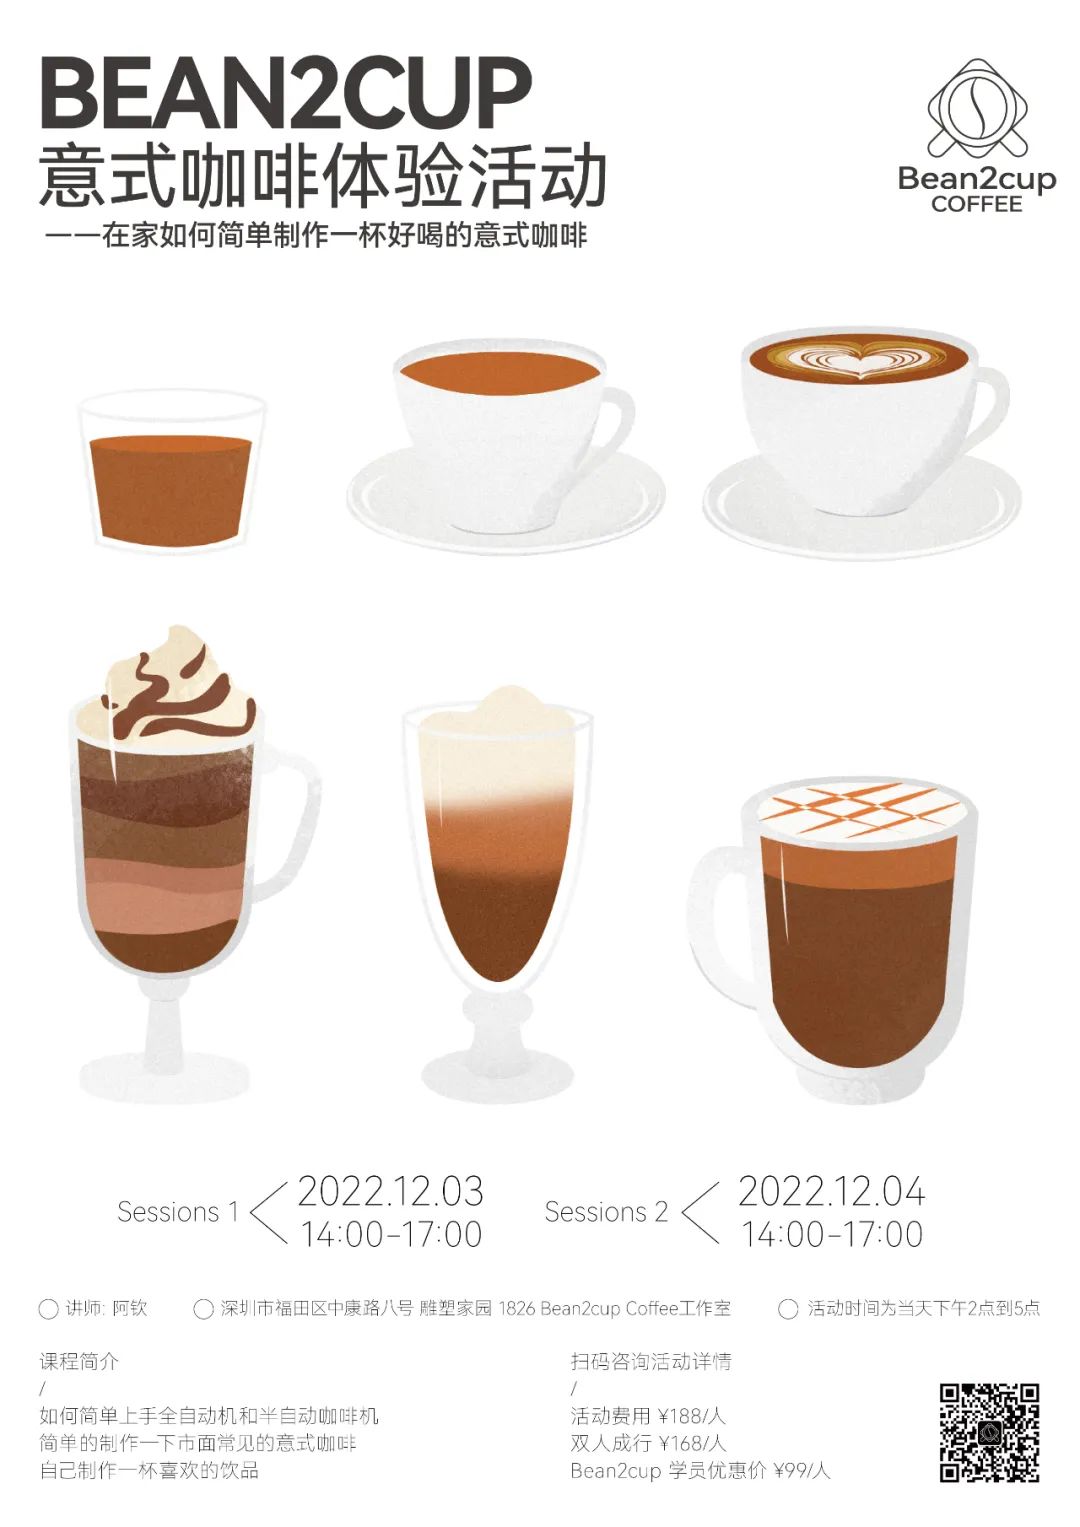 BEAN2CUP
意式咖啡体验活动
——在家如何简单制作一杯好喝的意式咖啡
Bean2cup
COFFEE
Sessions 1
2022.12.03
14:00-17:00
Sessions 2
2022.12.04
14:00-17:00
讲师: 阿钦
深圳市福田区中康路八号 雕塑家园 1826 Bean2cup Coffee工作室
活动时间为当天下午2点到5点
课程简介
/
如何简单上手全自动机和半自动咖啡机
简单的制作一下市面常见的意式咖啡
自己制作一杯喜欢的饮品
扫码咨询活动详情
/
活动费用 ¥188/人
双人成行 ¥168/人
Bean2cup 学员优惠价 ¥99/人